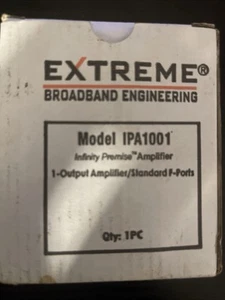 EXTREME®
BROADBAND ENGINEERING
Model IPA1001
Infinity Premise™ Amplifier
1-Output Amplifier/Standard F-Ports
Qty: 1PC